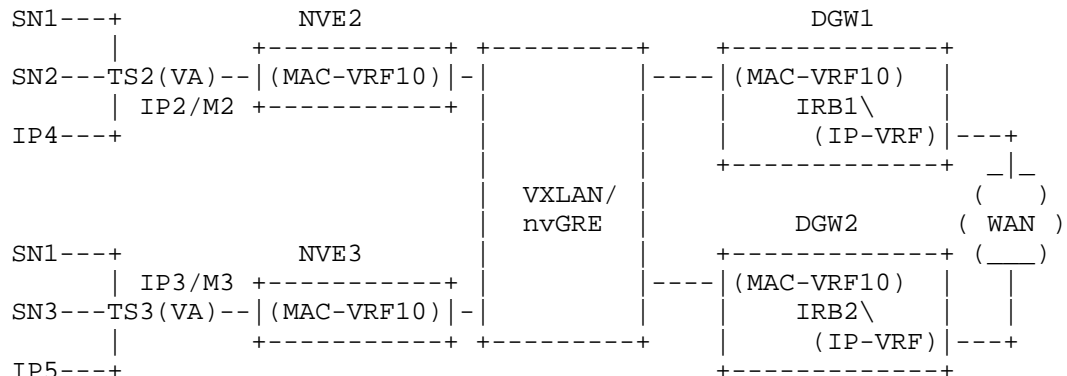 SN1---+ NVE2 DGW1
| +-----------+ +---------+ +-------------+
SN2---TS2(VA)--|(MAC-VRF10)|-| |----|(MAC-VRF10) |
| IP2/M2 +-----------+ | | | IRB1\ |
IP4---+ | | | (IP-VRF)|---+
| | +-------------+ _|_
| VXLAN/ | ( )
| nvGRE | DGW2 ( WAN )
SN1---+ NVE3 | | +-------------+ (___)
| IP3/M3 +-----------+ | |----|(MAC-VRF10) | |
SN3---TS3(VA)--|(MAC-VRF10)|-| | | IRB2\ | |
| +-----------+ +---------+ | (IP-VRF)|---+
IP5---+ +-------------+